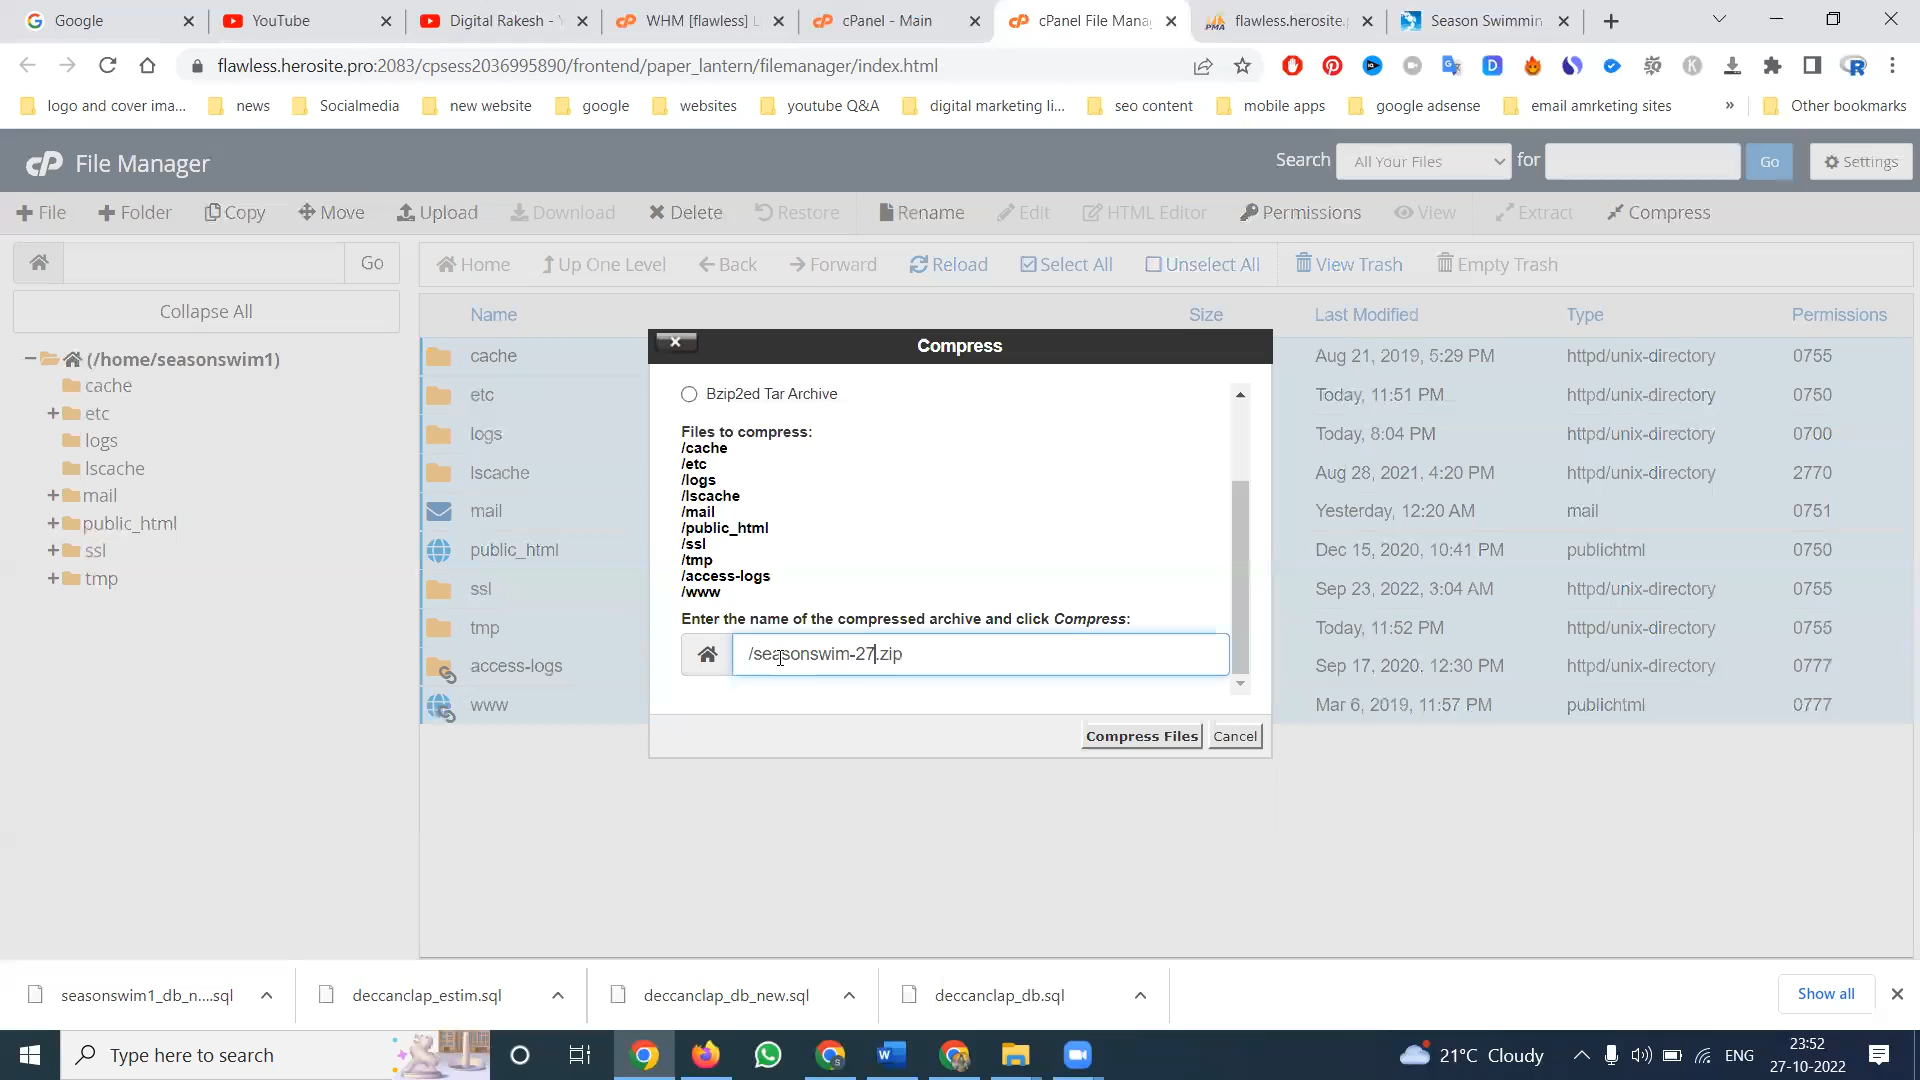 Google
YouTube
Digital Rakesh -
WHM [flawless] L
cPanel - Main
cPanel File Mana
PMA
flawless.herosite.
Season Swimmin
flawless.herosite.pro:2083/cpsess2036995890/frontend/paper_lantern/filemanager/index.html
logo and cover ima...
news
Socialmedia
new website
google
websites
youtube Q&A
digital marketing li...
seo content
mobile apps
google adsense
email amrketing sites
»
Other bookmarks
cP File Manager
Search
All Your Files
for
Go
Settings
File
Folder
Copy
Move
Upload
Download
Delete
Restore
Rename
Edit
HTML Editor
Permissions
View
Extract
Compress
Go
Home
Up One Level
Back
Forward
Reload
Select All
Unselect All
View Trash
Empty Trash
Collapse All
(/home/seasonswim1)
cache
etc
logs
lscache
mail
public_html
ssl
tmp
Name Size Last Modified Type Permissions
cache Aug 21, 2019, 5:29 PM httpd/unix-directory 0755
etc Today, 11:51 PM httpd/unix-directory 0750
logs Today, 8:04 PM httpd/unix-directory 0700
lscache Aug 28, 2021, 4:20 PM httpd/unix-directory 2770
mail Yesterday, 12:20 AM mail 0751
public_html Dec 15, 2020, 10:41 PM publichtml 0750
ssl Sep 23, 2022, 3:04 AM httpd/unix-directory 0755
tmp Today, 11:52 PM httpd/unix-directory 0755
access-logs Sep 17, 2020, 12:30 PM httpd/unix-directory 0777
www Mar 6, 2019, 11:57 PM publichtml 0777
Compress
Bzip2ed Tar Archive
Files to compress:
/cache
/etc
/logs
/lscache
/mail
/public_html
/ssl
/tmp
/access-logs
/www
Enter the name of the compressed archive and click Compress:
/seasonswim-27.zip
Compress Files
Cancel
seasonswim1_db_n....sql
deccanclap_estim.sql
deccanclap_db_new.sql
deccanclap_db.sql
Show all
Type here to search
21°C Cloudy
ENG
23:52
27-10-2022